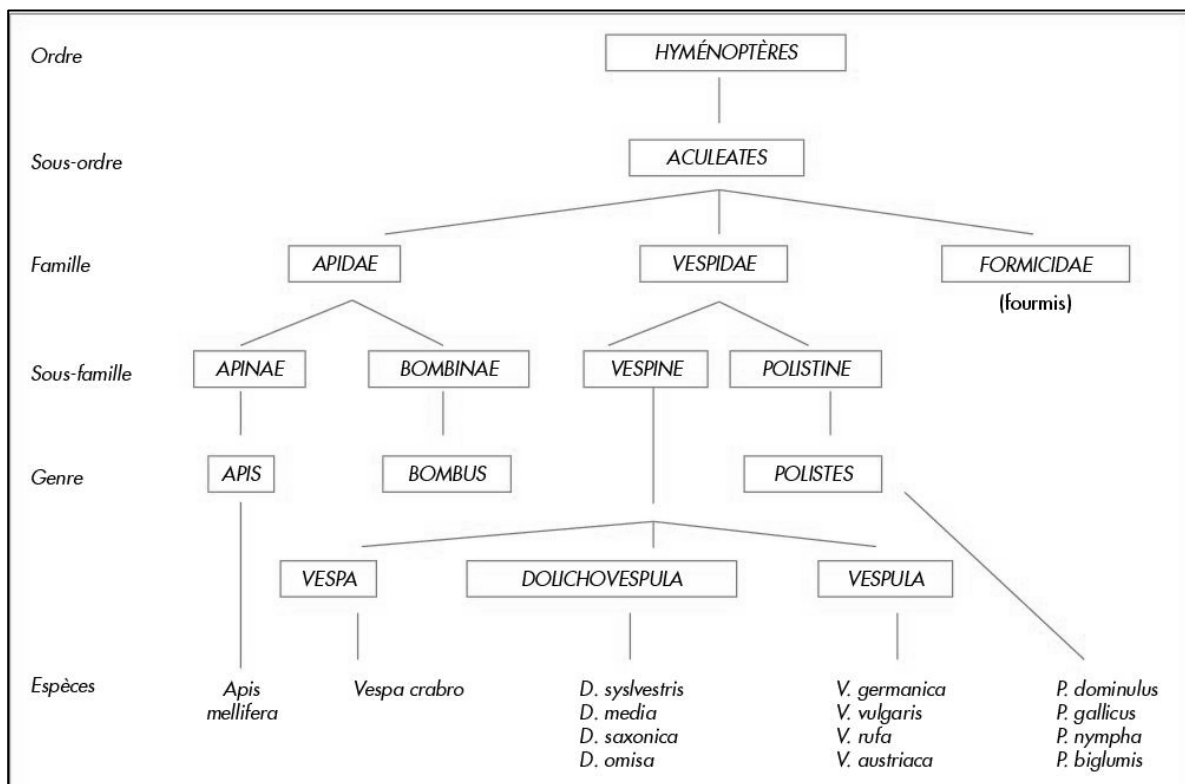 Ordre
HYMÉNOPTÈRES
Sous-ordre
ACULEATES
Famille
APIDAE
VESPIDAE
FORMICIDAE
(fourmis)
Sous-famille
APINAE
BOMBINAE
VESPINE
POLISTINE
Genre
APIS
BOMBUS
POLISTES
VESPA
DOLICHOVESPULA
VESPULA
Espèces
Apis
mellifera
Vespa crabro
D. syslvestris
D. media
D. saxonica
D. omisa
V. germanica
V. vulgaris
V. rufa
V. austriaca
P. dominulus
P. gallicus
P. nympha
P. biglumis